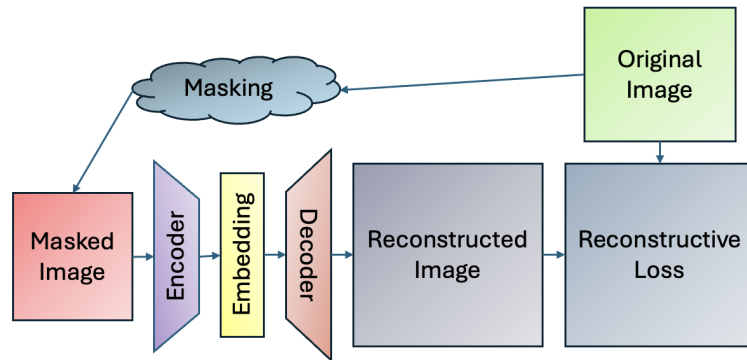 Original
Image
Masking
Masked
Image
Encoder
Embedding
Decoder
Reconstructed
Image
Reconstructive
Loss